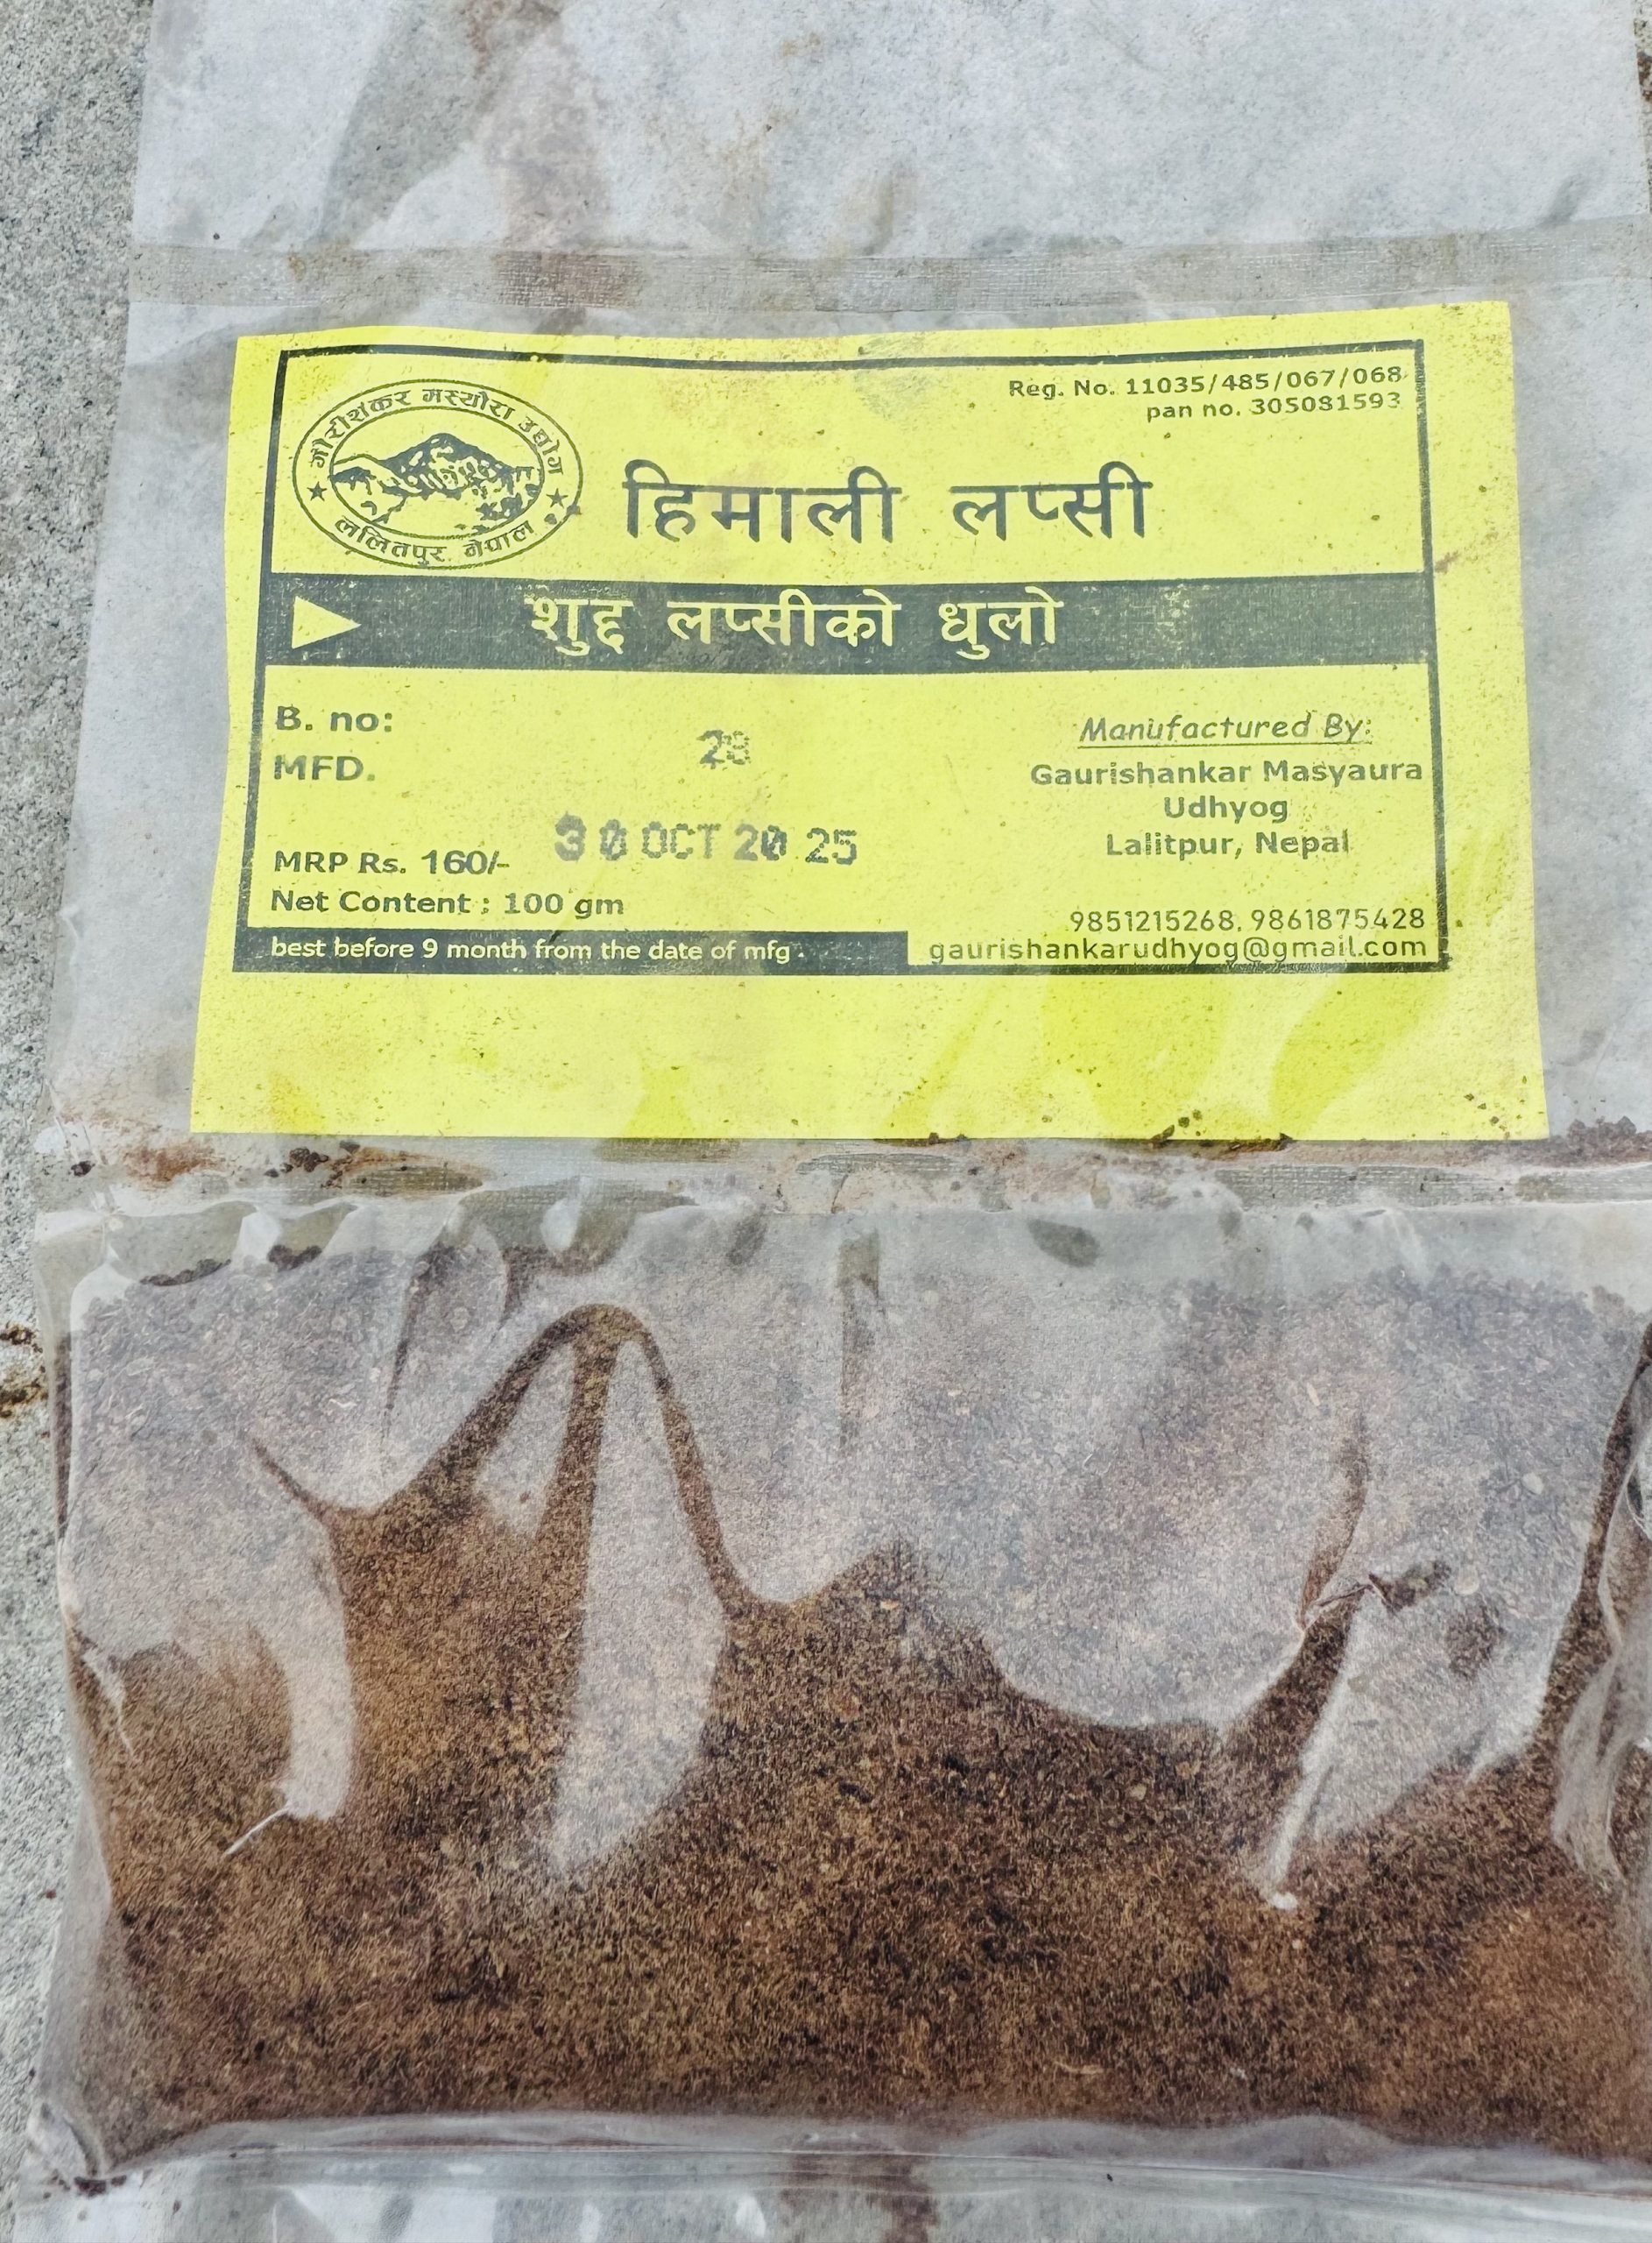 गौरीशंकर मस्यौरा उद्योग
ललितपुर नेपाल
Reg. No. 11035/485/067/068
pan no. 305081593
हिमाली लप्सी
शुद्द लप्सीको धुलो
B. no: 28
MFD. 30 OCT 2025
MRP Rs. 160/-
Net Content : 100 gm
best before 9 month from the date of mfg.
Manufactured By:
Gaurishankar Masyaura
Udhyog
Lalitpur, Nepal
9851215268, 9861875428
gaurishankarudhyog@gmail.com